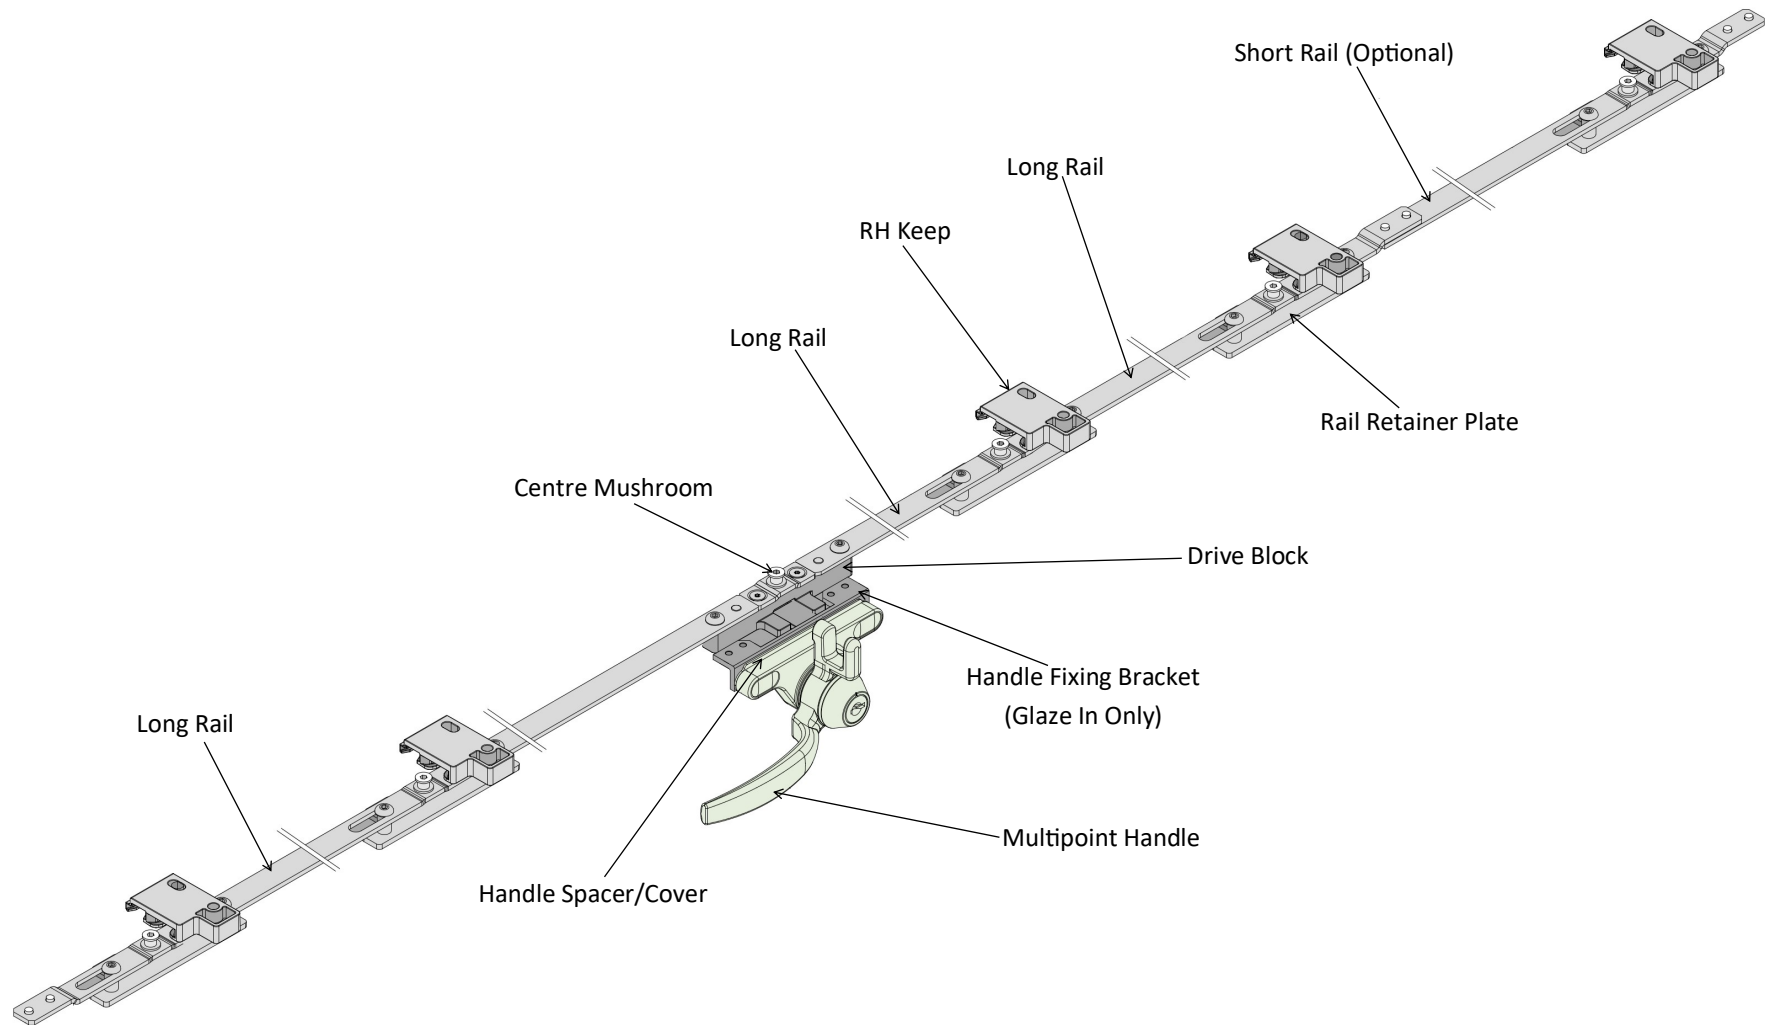 Short Rail (Optional)
Long Rail
RH Keep
Long Rail
Rail Retainer Plate
Centre Mushroom
Drive Block
Handle Fixing Bracket
(Glaze In Only)
Long Rail
Multipoint Handle
Handle Spacer/Cover